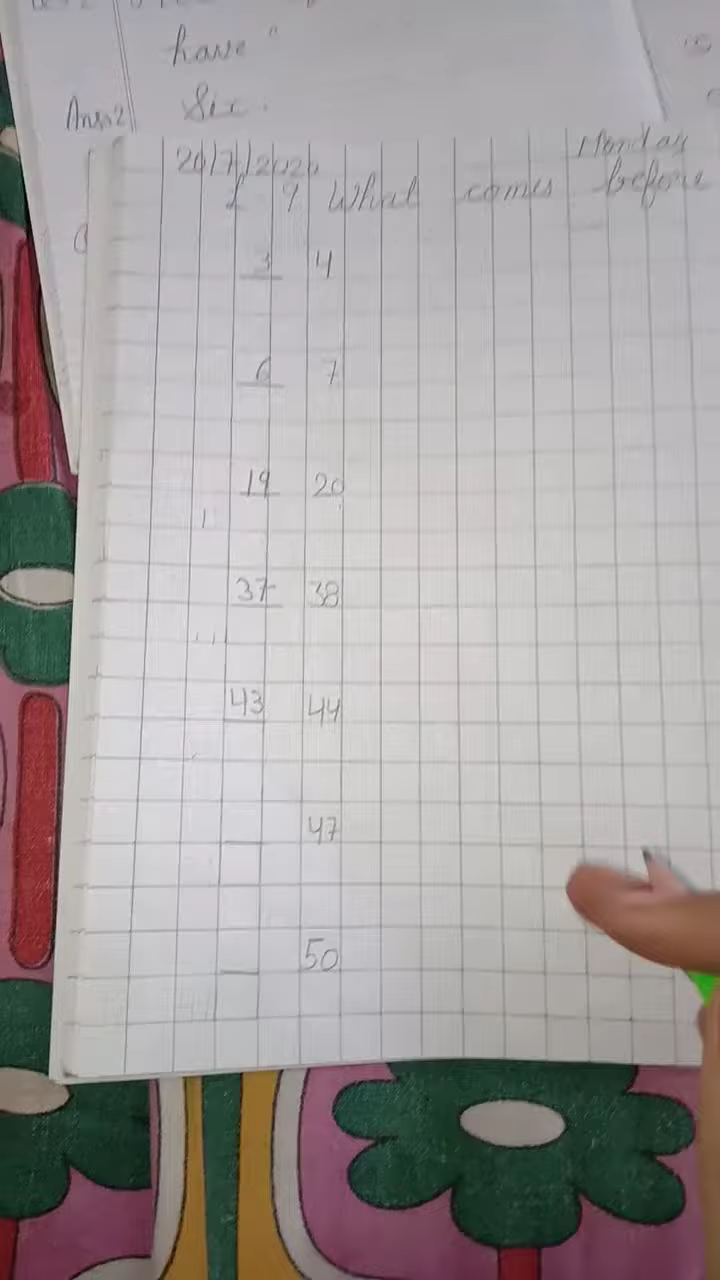 have"
Ans 2 Six.
20/7/202 Monday
Q What comes before
3 4
6 7
19 20
37 38
43 44
_ 47
_ 50